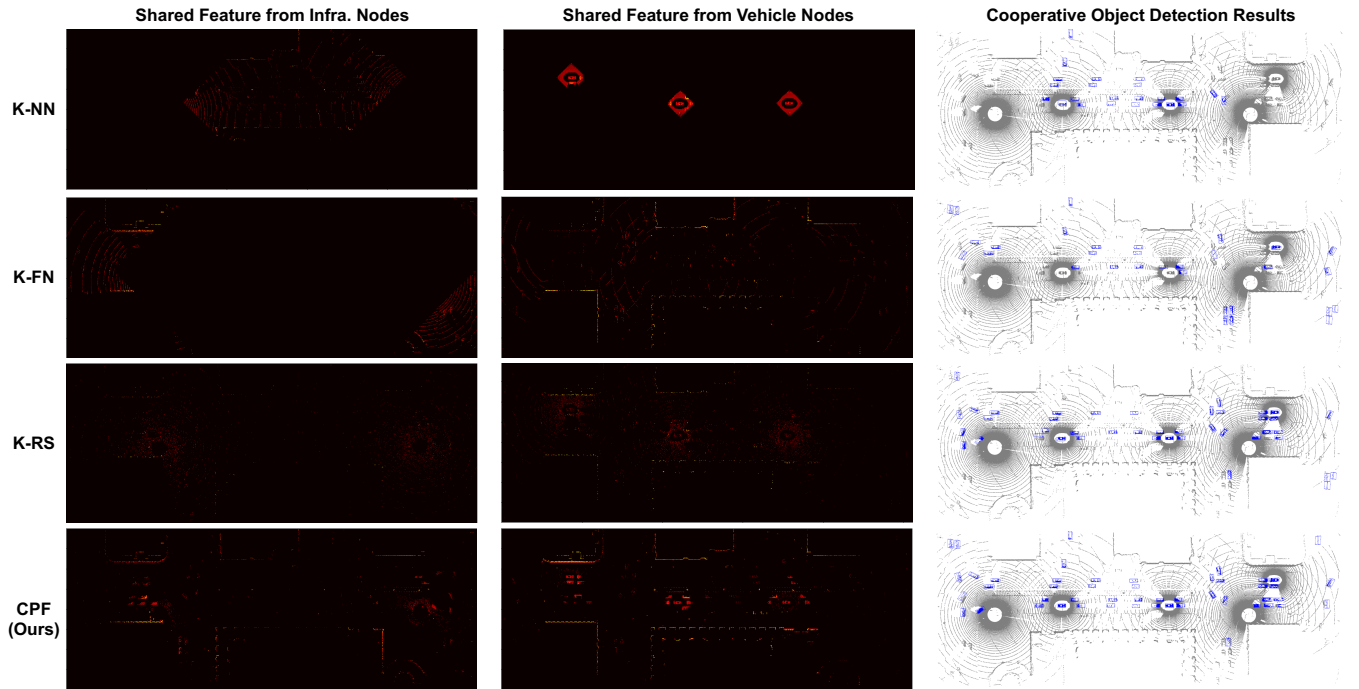 Shared Feature from Infra. Nodes
Shared Feature from Vehicle Nodes
Cooperative Object Detection Results
K-NN
K-FN
K-RS
CPF
(Ours)